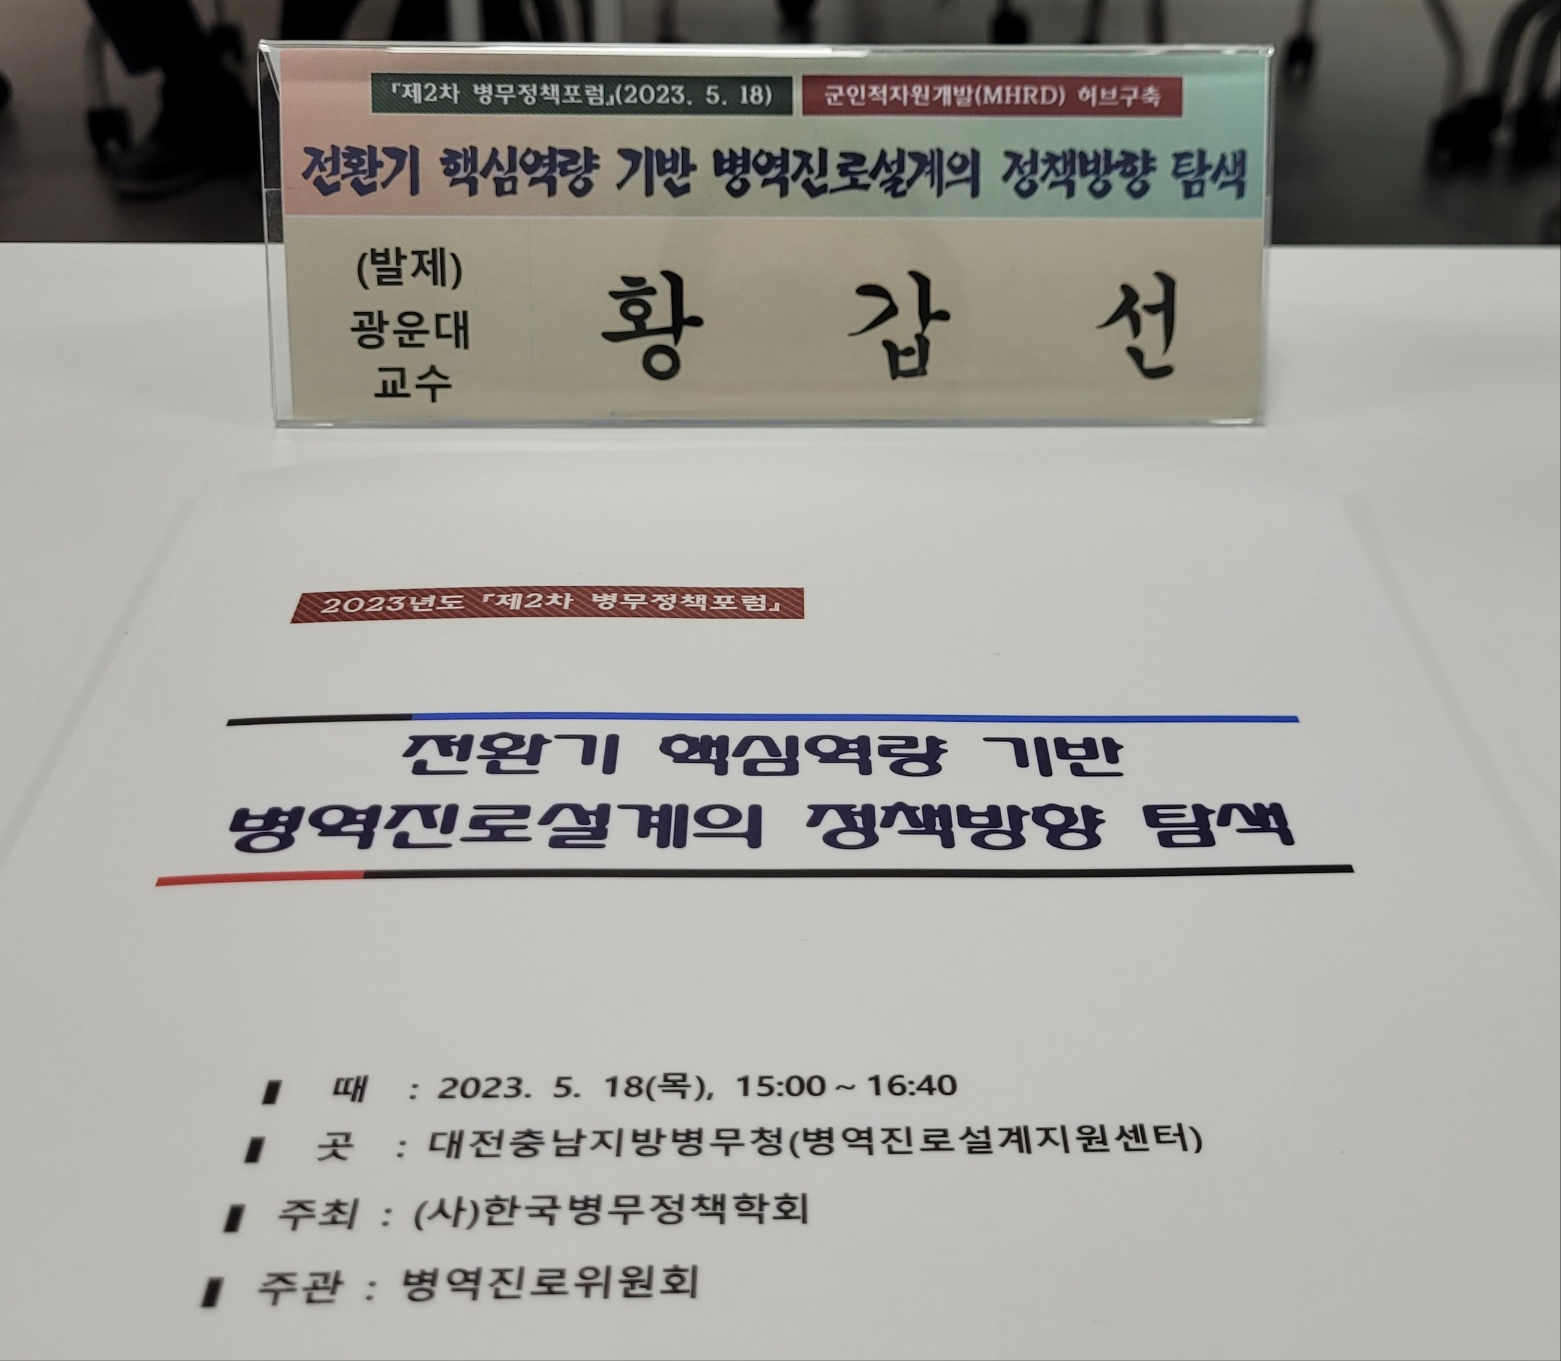 『제2차 병무정책포럼』(2023. 5. 18) 군인적자원개발(MHRD) 허브구축
전환기 핵심역량 기반 병역진로설계의 정책방향 탐색
(발제)
광운대
교수
황 갑 선
2023년도 『제2차 병무정책포럼』
전환기 핵심역량 기반
병역진로설계의 정책방향 탐색
때 : 2023. 5. 18(목), 15:00 ~ 16:40
곳 : 대전충남지방병무청(병역진로설계지원센터)
주최 : (사)한국병무정책학회
주관 : 병역진로위원회